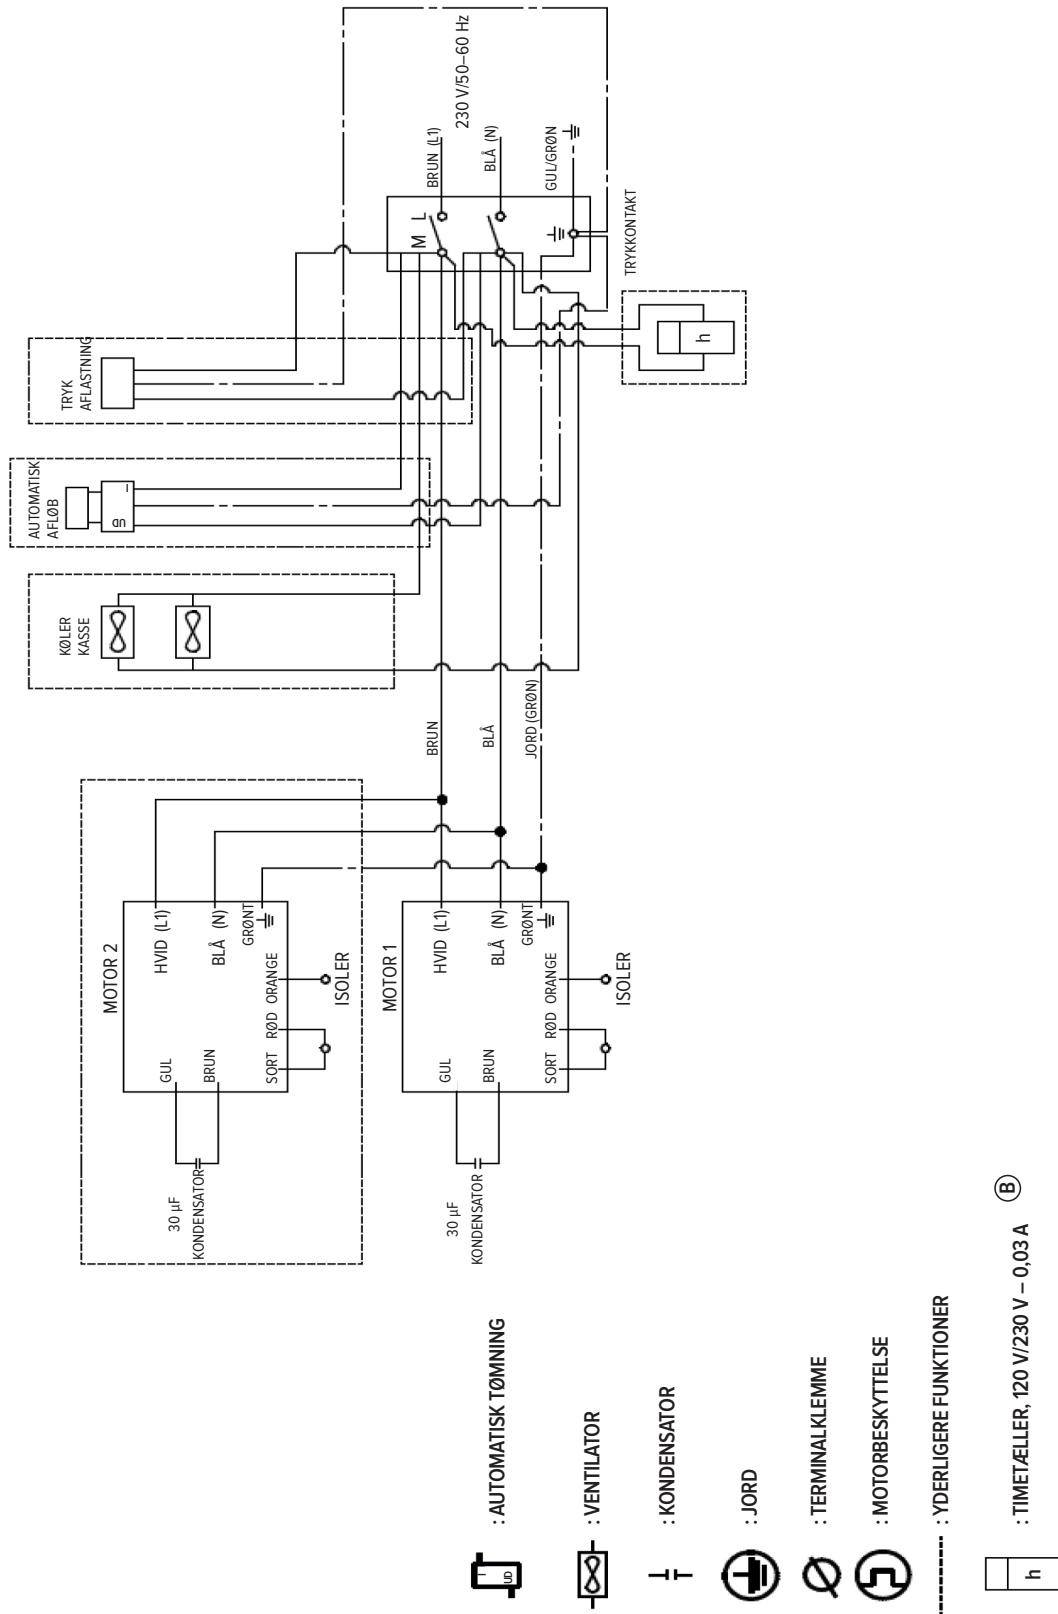 TRYK
AFLASTNING
AUTOMATISK
AFLØB
UD
I
KØLER
KASSE
230 V/50–60 Hz
BRUN (L1)
BLÅ (N)
GUL/GRØN
M L
TRYKKONTAKT
h
BRUN
BLÅ
JORD (GRØN)
MOTOR 2
HVID (L1)
BLÅ (N)
GRØNT
GUL
BRUN
SORT RØD ORANGE
ISOLER
30 µF
KONDENSATOR
MOTOR 1
HVID (L1)
BLÅ (N)
GRØNT
GUL
BRUN
SORT RØD ORANGE
ISOLER
30 µF
KONDENSATOR
I
UD
: AUTOMATISK TØMNING
: VENTILATOR
: KONDENSATOR
: JORD
: TERMINALKLEMME
: MOTORBESKYTTELSE
: YDERLIGERE FUNKTIONER
h
: TIMETÆLLER, 120 V/230 V – 0,03 A B